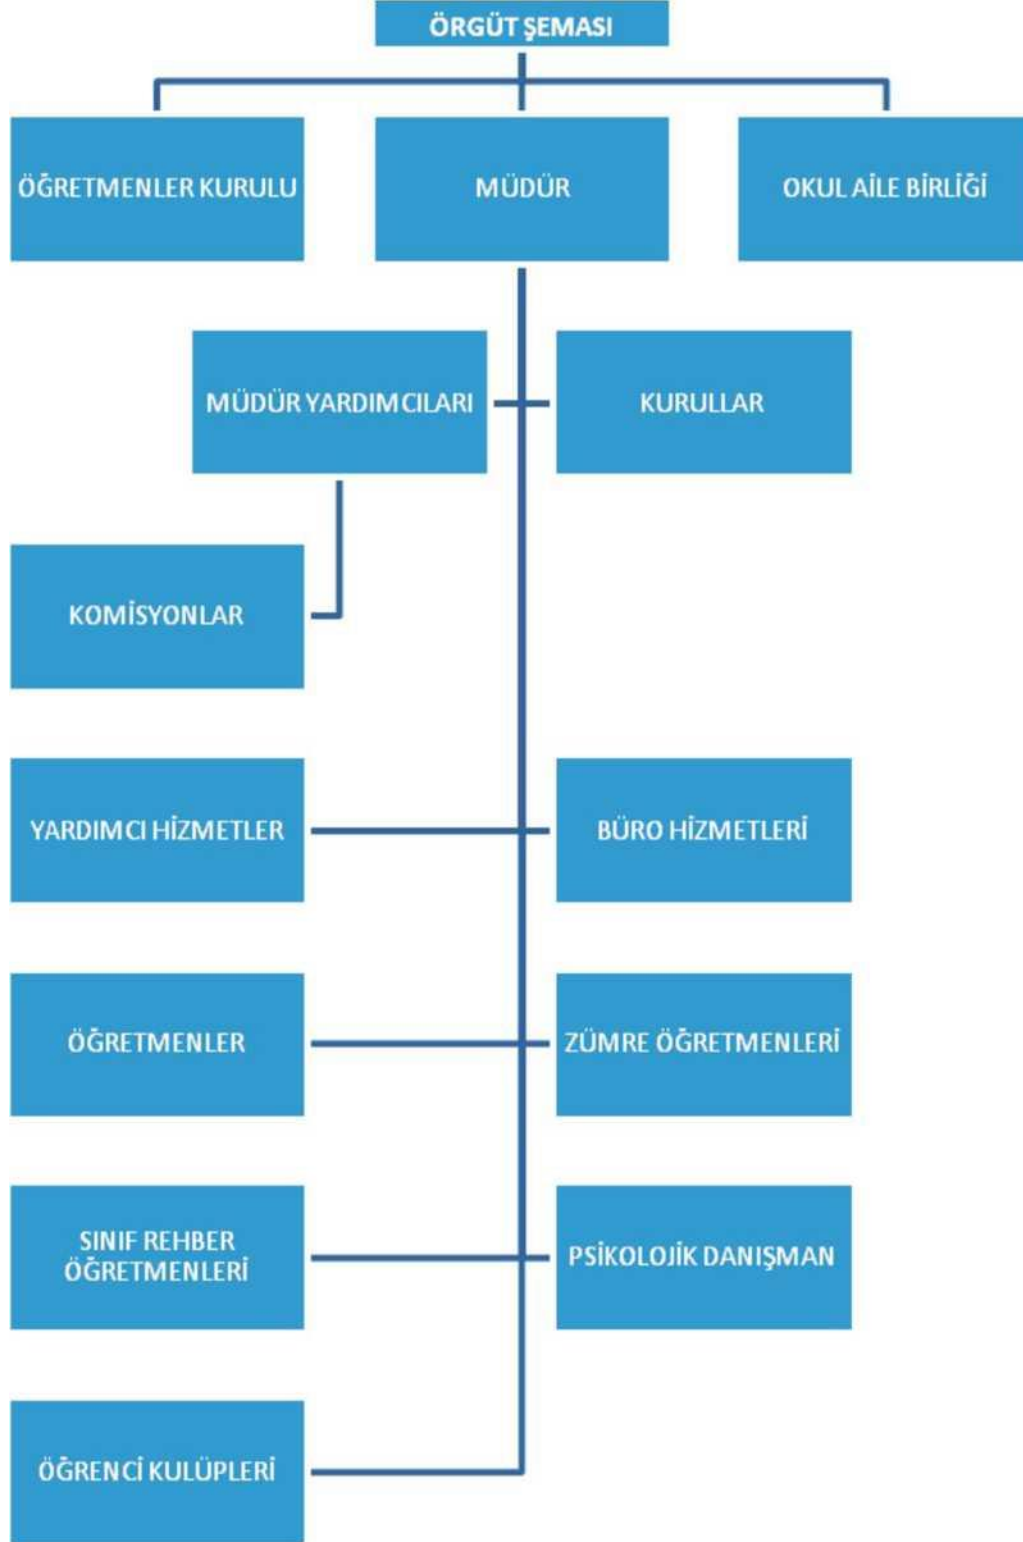 ÖRGÜT ŞEMASI
ÖĞRETMENLER KURULU
MÜDÜR
OKUL AİLE BİRLİĞİ
MÜDÜR YARDIMCILARI
KURULLAR
KOMİSYONLAR
YARDIMCI HİZMETLER
BÜRO HİZMETLERİ
ÖĞRETMENLER
ZÜMRE ÖĞRETMENLERİ
SINIF REHBER
ÖĞRETMENLERİ
PSİKOLOJİK DANIŞMAN
ÖĞRENCİ KULÜPLERİ